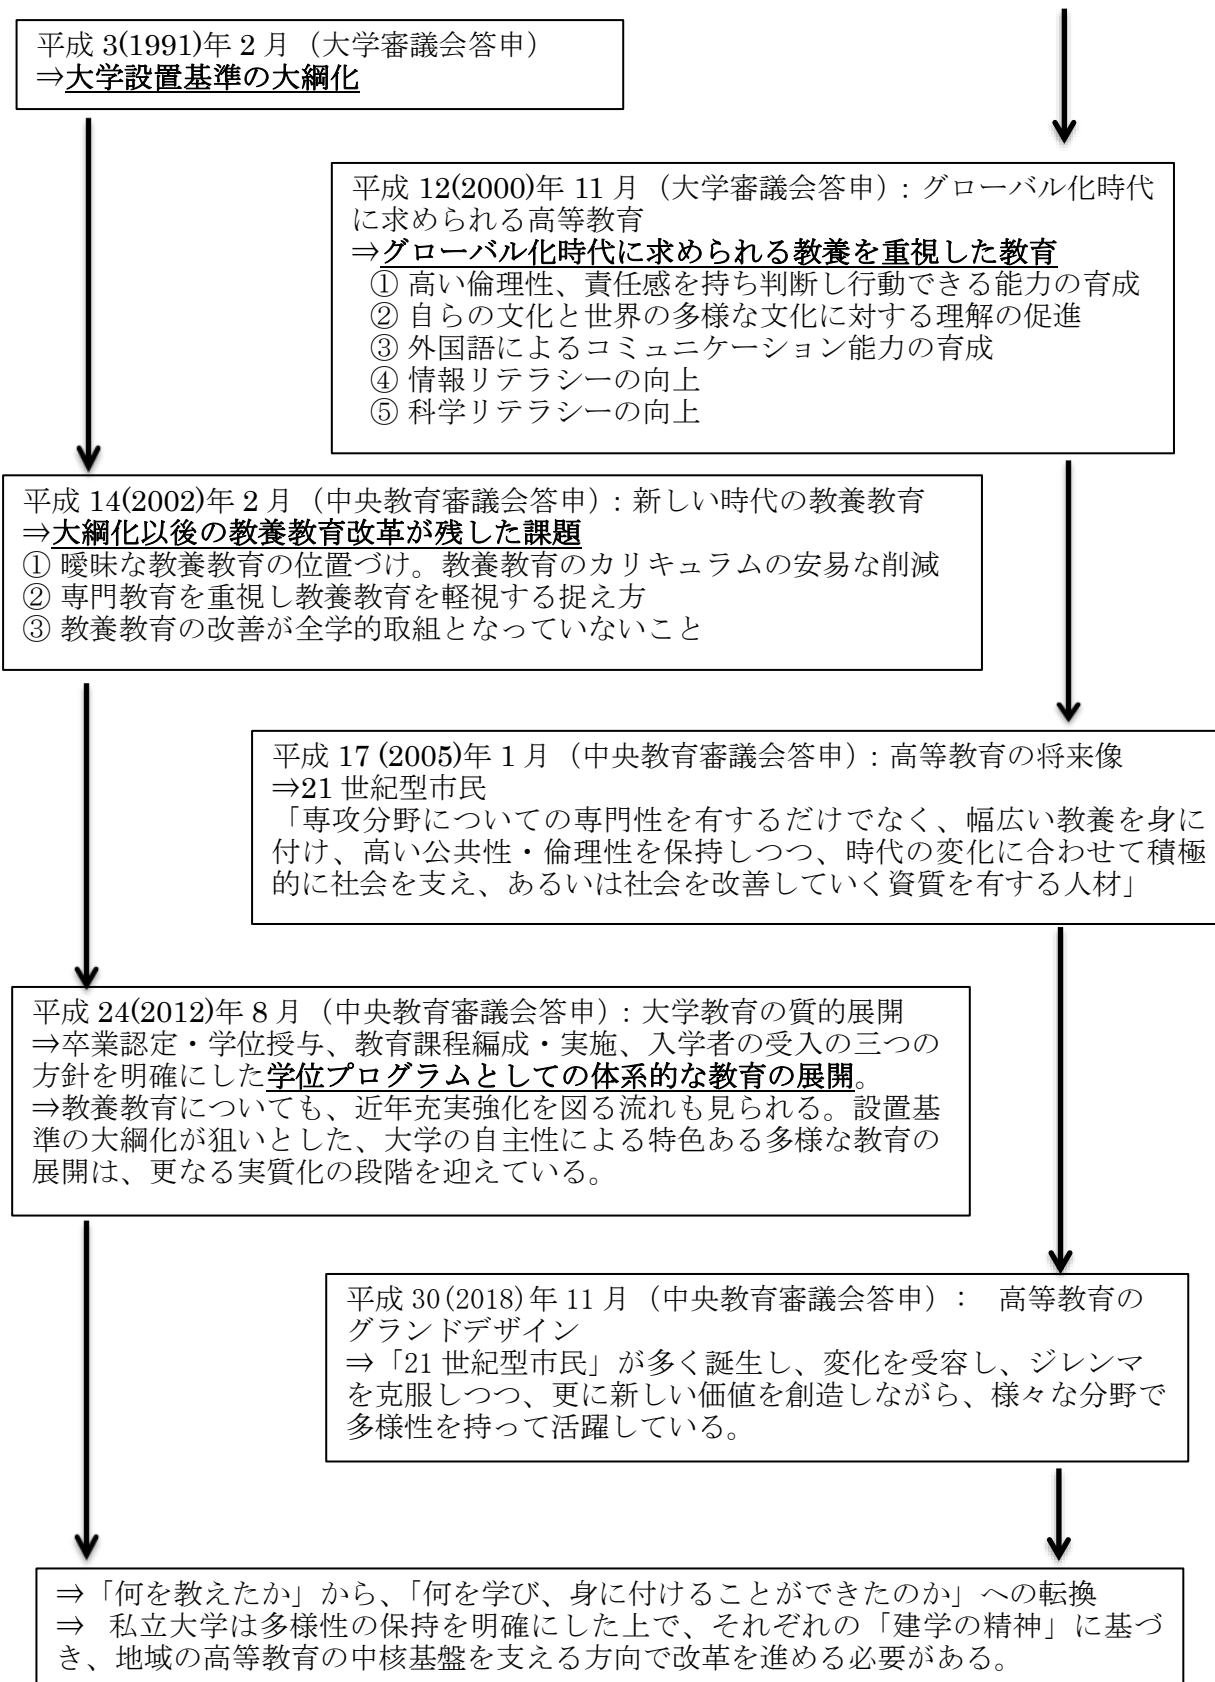 平成 3(1991)年 2 月（大学審議会答申）
⇒大学設置基準の大綱化
平成 12(2000)年 11 月（大学審議会答申）：グローバル化時代
に求められる高等教育
⇒グローバル化時代に求められる教養を重視した教育
① 高い倫理性、責任感を持ち判断し行動できる能力の育成
② 自らの文化と世界の多様な文化に対する理解の促進
③ 外国語によるコミュニケーション能力の育成
④ 情報リテラシーの向上
⑤ 科学リテラシーの向上
平成 14(2002)年 2 月（中央教育審議会答申）：新しい時代の教養教育
⇒大綱化以後の教養教育改革が残した課題
① 曖昧な教養教育の位置づけ。教養教育のカリキュラムの安易な削減
② 専門教育を重視し教養教育を軽視する捉え方
③ 教養教育の改善が全学的取組となっていないこと
平成 17 (2005)年 1 月（中央教育審議会答申）：高等教育の将来像
⇒21 世紀型市民
「専攻分野についての専門性を有するだけでなく、幅広い教養を身に
付け、高い公共性・倫理性を保持しつつ、時代の変化に合わせて積極
的に社会を支え、あるいは社会を改善していく資質を有する人材」
平成 24(2012)年 8 月（中央教育審議会答申）：大学教育の質的展開
⇒卒業認定・学位授与、教育課程編成・実施、入学者の受入の三つの
方針を明確にした学位プログラムとしての体系的な教育の展開。
⇒教養教育についても、近年充実強化を図る流れも見られる。設置基
準の大綱化が狙いとした、大学の自主性による特色ある多様な教育の
展開は、更なる実質化の段階を迎えている。
平成 30(2018)年 11 月（中央教育審議会答申）：　高等教育の
グランドデザイン
⇒「21 世紀型市民」が多く誕生し、変化を受容し、ジレンマ
を克服しつつ、更に新しい価値を創造しながら、様々な分野で
多様性を持って活躍している。
⇒「何を教えたか」から、「何を学び、身に付けることができたのか」への転換
⇒　私立大学は多様性の保持を明確にした上で、それぞれの「建学の精神」に基づ
き、地域の高等教育の中核基盤を支える方向で改革を進める必要がある。